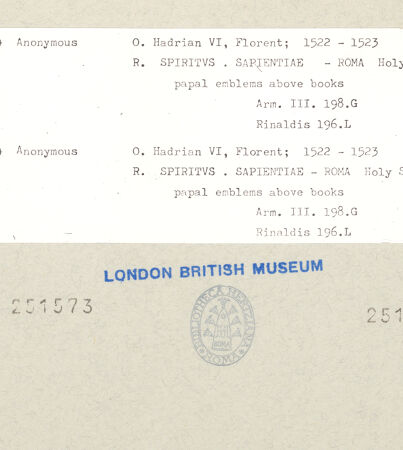 Anonymous O. Hadrian VI, Florent; 1522 - 1523
R. SPIRITVS . SAPIENTIAE - ROMA Holy
papal emblems above books
Arm. III. 198.G
Rinaldis 196.L
Anonymous O. Hadrian VI, Florent; 1522 - 1523
R. SPIRITVS . SAPIENTIAE - ROMA Holy S
papal emblems above books
Arm. III. 198.G
Rinaldis 196.L
LONDON BRITISH MUSEUM
251573 251
BIBLIOTHECA HERTZIANA
ROMA